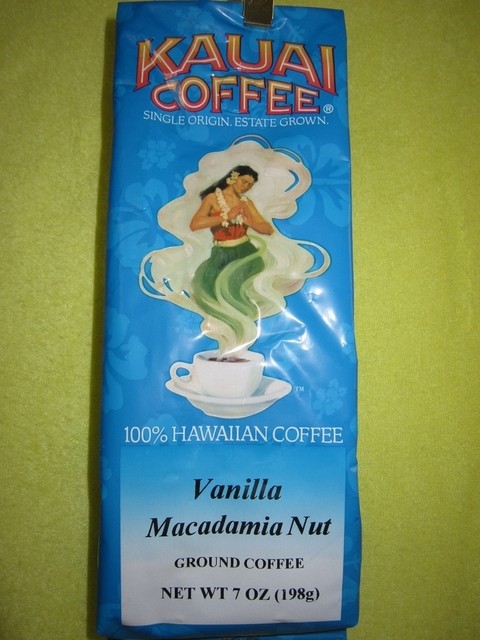 KAUAI
COFFEE®
SINGLE ORIGIN. ESTATE GROWN.
TM
100% HAWAIIAN COFFEE
Vanilla
Macadamia Nut
GROUND COFFEE
NET WT 7 OZ (198g)